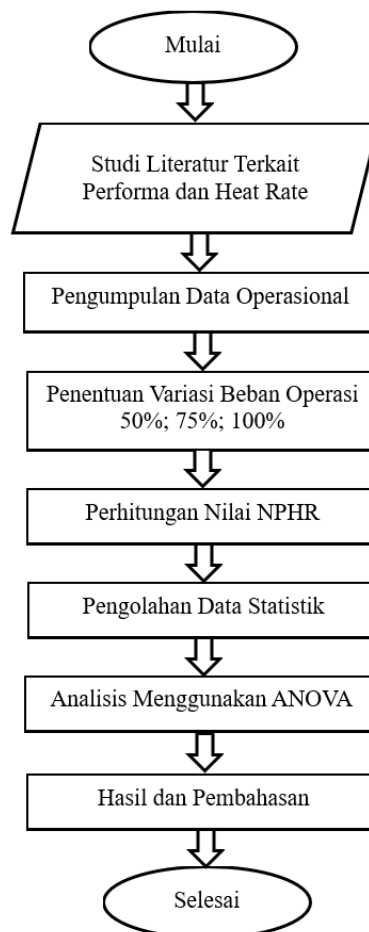 Mulai
Studi Literatur Terkait
Performa dan Heat Rate
Pengumpulan Data Operasional
Penentuan Variasi Beban Operasi
50%; 75%; 100%
Perhitungan Nilai NPHR
Pengolahan Data Statistik
Analisis Menggunakan ANOVA
Hasil dan Pembahasan
Selesai